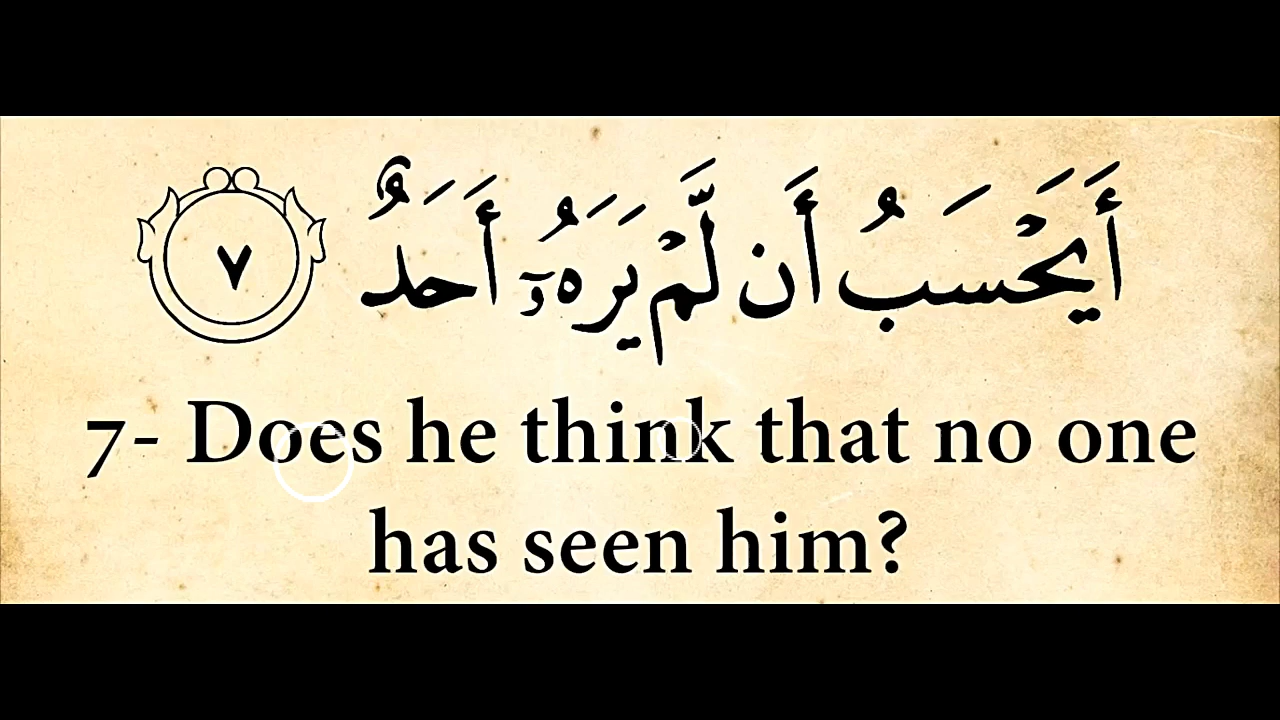 أَيَحْسَبُ أَن لَّمْ يَرَهُۥٓ أَحَدٌ ٧
7- Does he think that no one
has seen him?